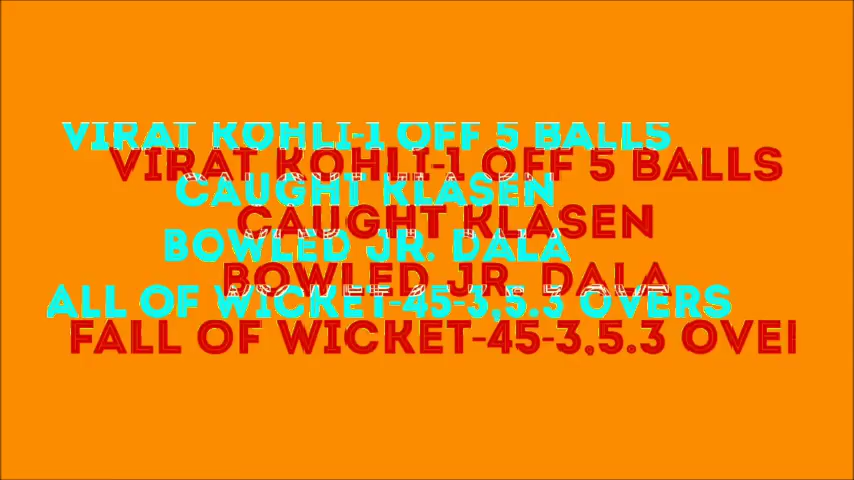 VIRAT KOHLI-1 OFF 5 BALLS
VIRAT KOHLI-1 OFF 5 BALLS
CAUGHT KLASEN
CAUGHT KLASEN
BOWLED JR. DALA
BOWLED JR. DALA
ALL OF WICKET-45-3,5.3 OVERS
FALL OF WICKET-45-3,5.3 OVE